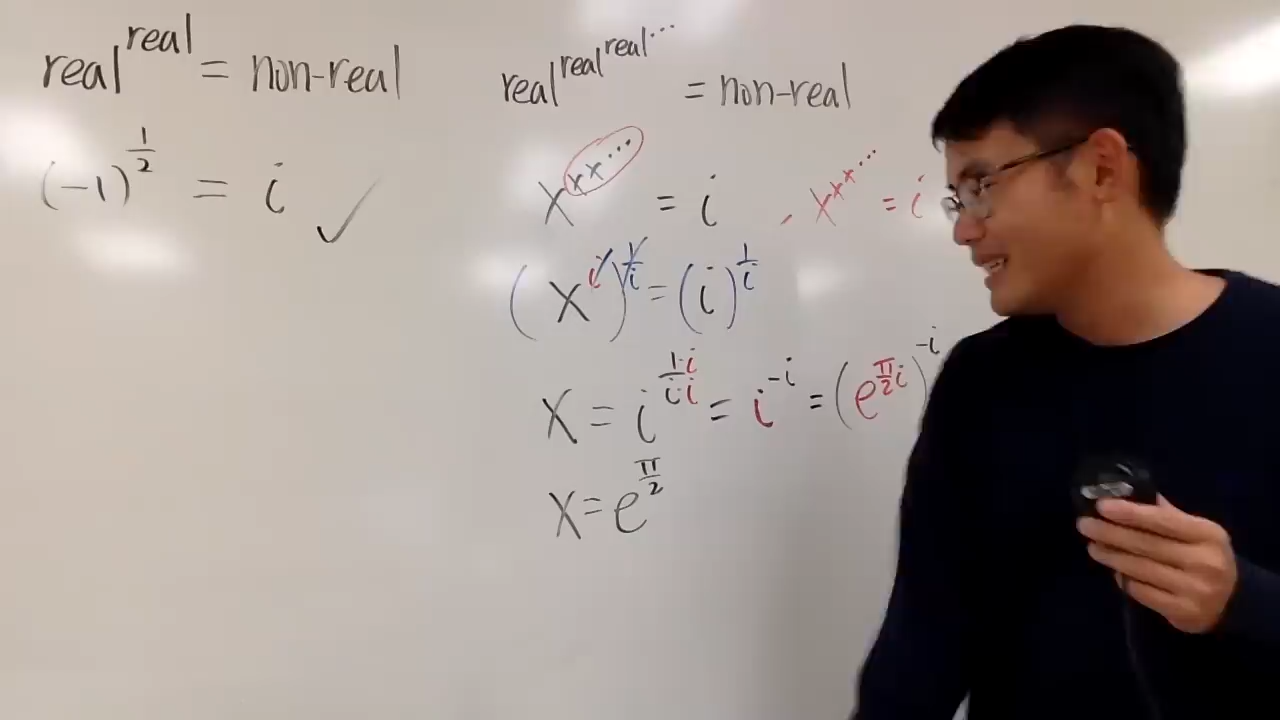 real^real = non-real
(-1)^(1/2) = i ✓
real^real^real^⋯ = non-real
x^x^x^⋯ = i , x^x^x^⋯ = i
(x^i)^(1/i) = (i)^(1/i)
x = i^(1·i/i·i) = i^-i = (e^(π/2 i))^-i
x = e^(π/2)